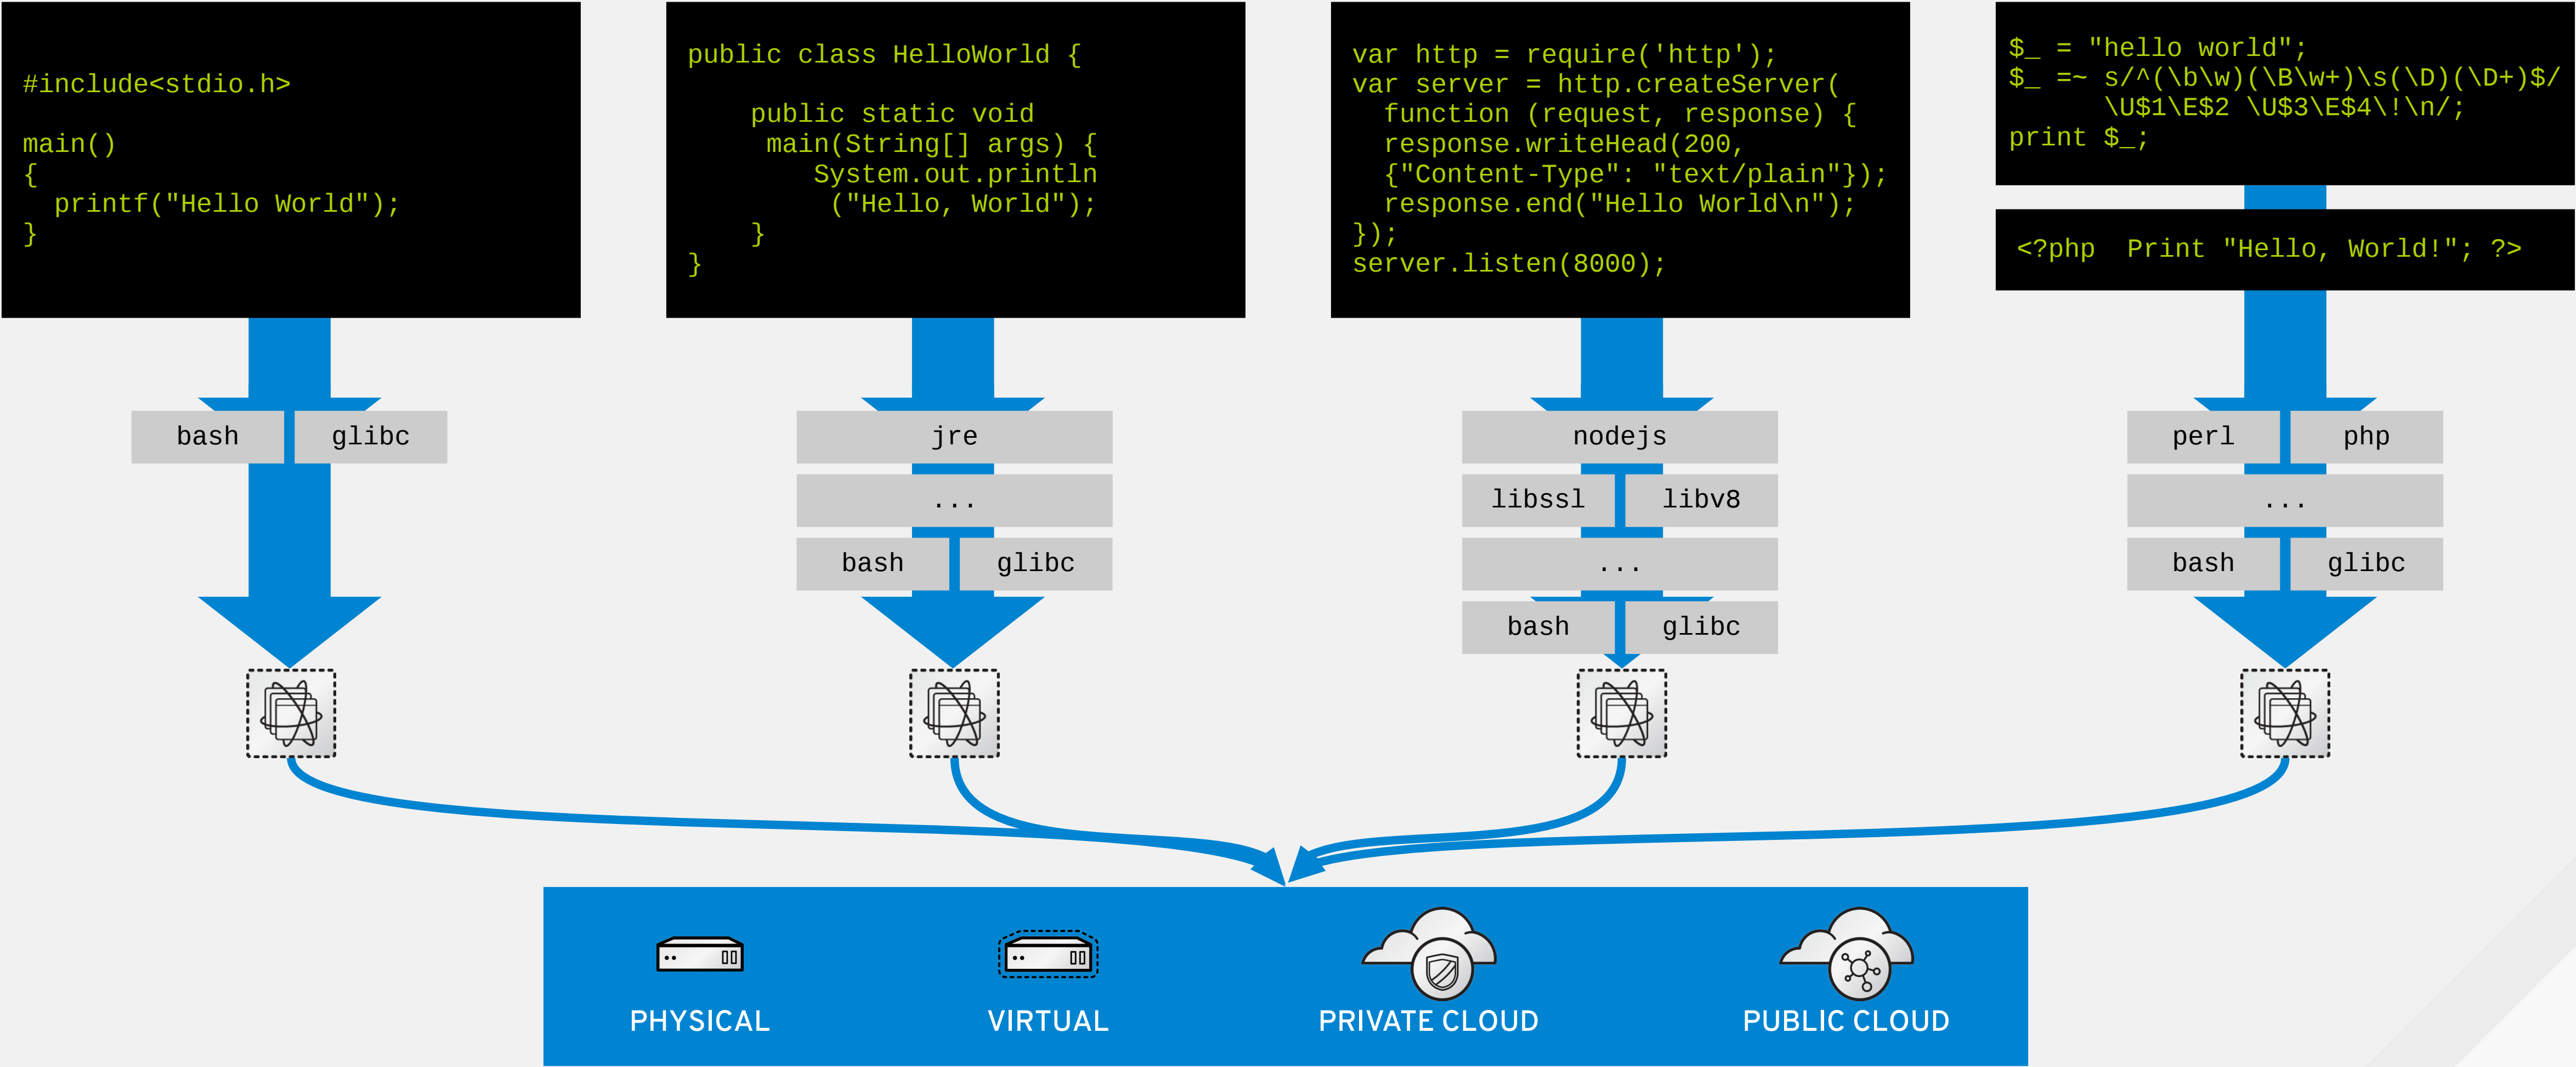 #include<stdio.h>
main()
{
  printf("Hello World");
}
public class HelloWorld {
    public static void
     main(String[] args) {
        System.out.println
         ("Hello, World");
    }
}
var http = require('http');
var server = http.createServer(
  function (request, response) {
  response.writeHead(200,
  {"Content-Type": "text/plain"});
  response.end("Hello World\n");
});
server.listen(8000);
$_ = "hello world";
$_ =~ s/^(\b\w)(\B\w+)\s(\D)(\D+)$/
      \U$1\E$2 \U$3\E$4\!\n/;
print $_;
<?php  Print "Hello, World!"; ?>
bash glibc
jre
...
bash glibc
nodejs
libssl libv8
...
bash glibc
perl php
...
bash glibc
PHYSICAL
VIRTUAL
PRIVATE CLOUD
PUBLIC CLOUD